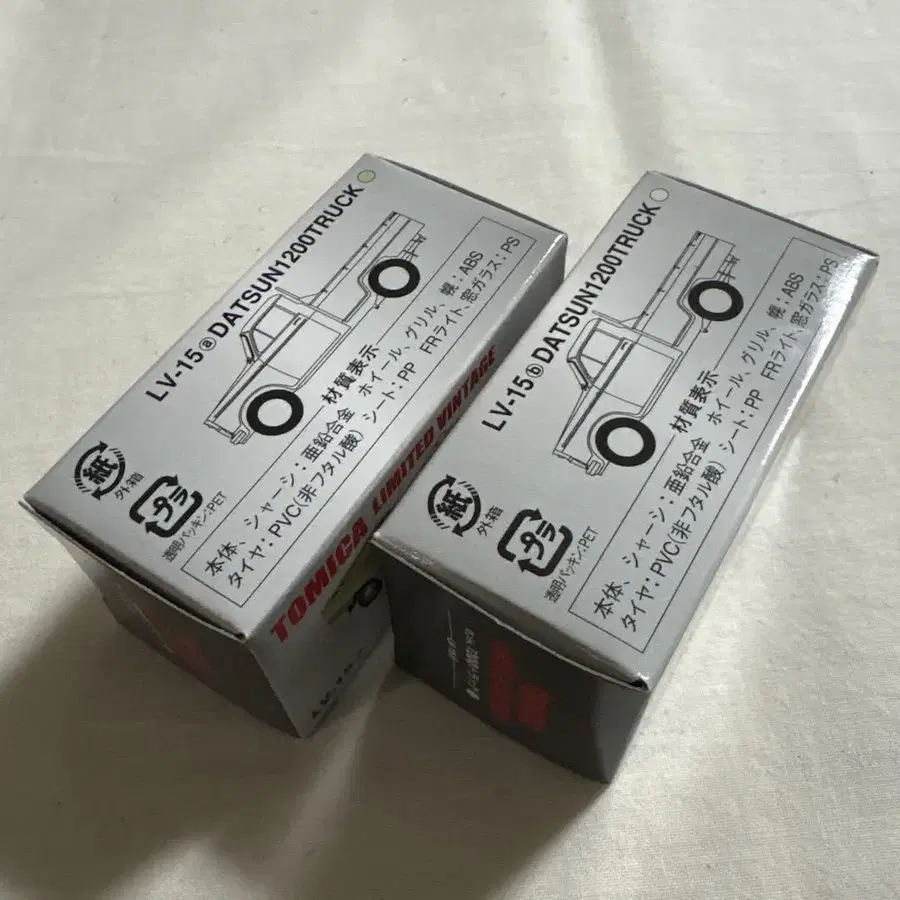 LV-15ⓐDATSUN1200TRUCK
材質表示
本体、シャーシ：亜鉛合金　ホイール、グリル、幌：ABS
タイヤ：PVC(非フタル酸)　シート：PP　FRライト、窓ガラス：PS
紙
外箱
プラ
透明パッキン：PET
TOMICA LIMITED VINTAGE
LV-15ⓑDATSUN1200TRUCK
材質表示
本体、シャーシ：亜鉛合金　ホイール、グリル、幌：ABS
タイヤ：PVC(非フタル酸)　シート：PP　FRライト、窓ガラス：PS
紙
外箱
プラ
透明パッキン：PET